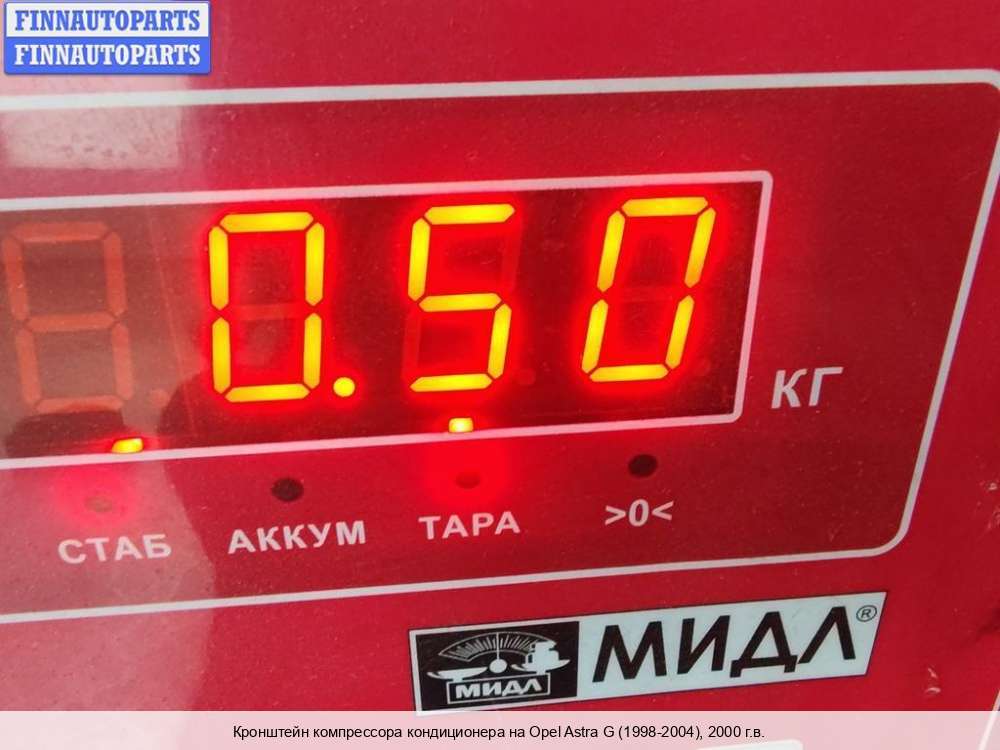 FINNAUTOPARTS
FINNAUTOPARTS
0.50
КГ
СТАБ АККУМ ТАРА >0<
МИДЛ МИДЛ®
Кронштейн компрессора кондиционера на Opel Astra G (1998-2004), 2000 г.в.